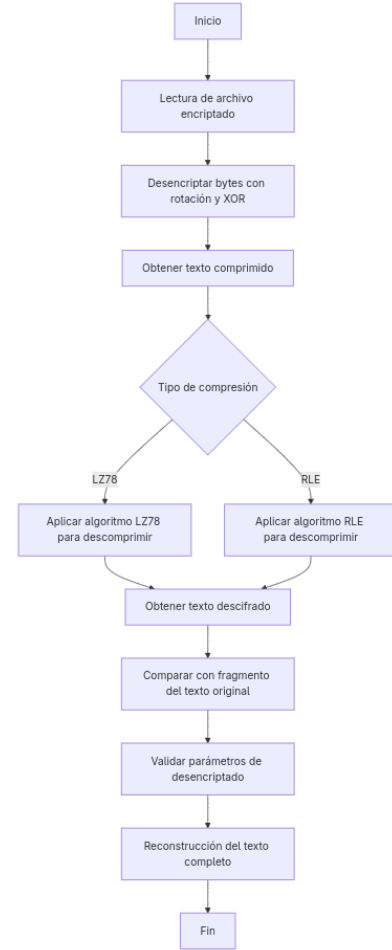 Inicio
Lectura de archivo
encriptado
Desencriptar bytes con
rotación y XOR
Obtener texto comprimido
Tipo de compresión
LZ78
RLE
Aplicar algoritmo LZ78
para descomprimir
Aplicar algoritmo RLE
para descomprimir
Obtener texto descifrado
Comparar con fragmento
del texto original
Validar parámetros de
desencriptado
Reconstrucción del texto
completo
Fin